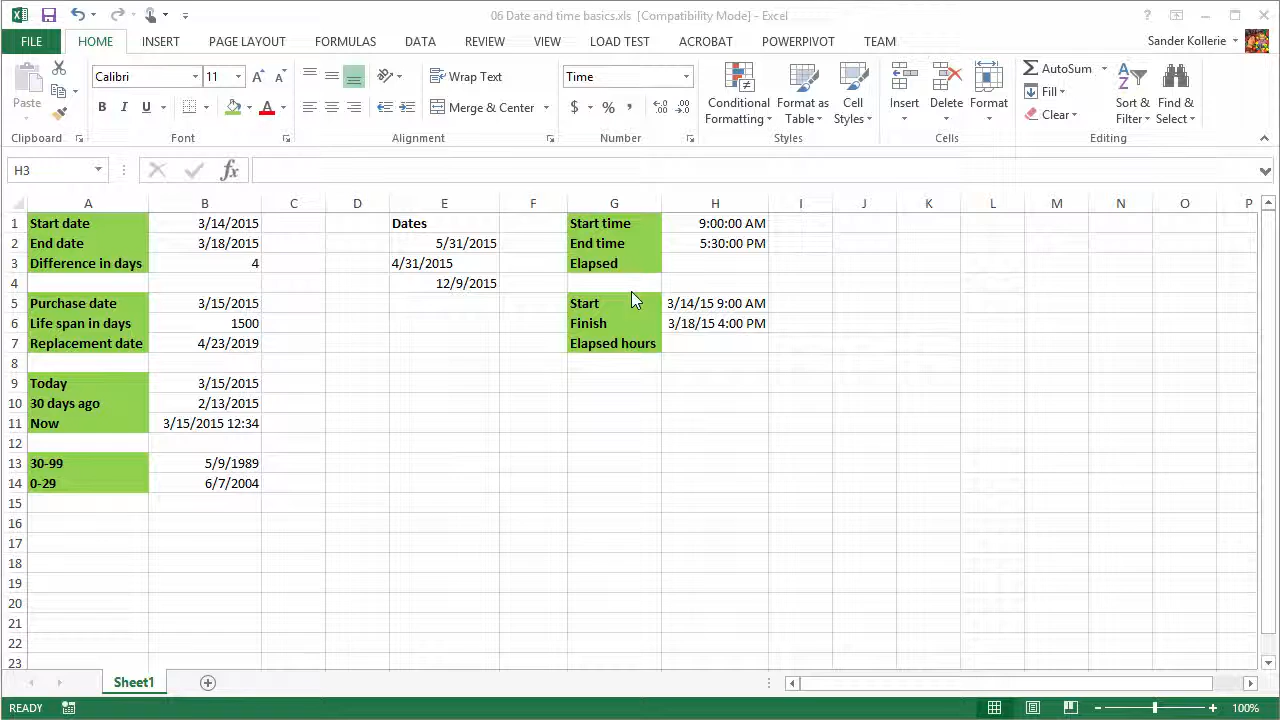 06 Date and time basics.xls [Compatibility Mode] - Excel
FILE HOME INSERT PAGE LAYOUT FORMULAS DATA REVIEW VIEW LOAD TEST ACROBAT POWERPIVOT TEAM Sander Kollerie
Calibri 11 Wrap Text Time AutoSum
Fill
Paste B I U Merge & Center $ % , Conditional Formatting Format as Table Cell Styles Insert Delete Format Clear Sort & Filter Find & Select
Clipboard Font Alignment Number Styles Cells Editing
H3 fx
A B C D E F G H I J K L M N O P
1 Start date 3/14/2015 Dates Start time 9:00:00 AM
2 End date 3/18/2015 5/31/2015 End time 5:30:00 PM
3 Difference in days 4 4/31/2015 Elapsed
4 12/9/2015
5 Purchase date 3/15/2015 Start 3/14/15 9:00 AM
6 Life span in days 1500 Finish 3/18/15 4:00 PM
7 Replacement date 4/23/2019 Elapsed hours
8
9 Today 3/15/2015
10 30 days ago 2/13/2015
11 Now 3/15/2015 12:34
12
13 30-99 5/9/1989
14 0-29 6/7/2004
15
16
17
18
19
20
21
22
23
Sheet1
READY 100%